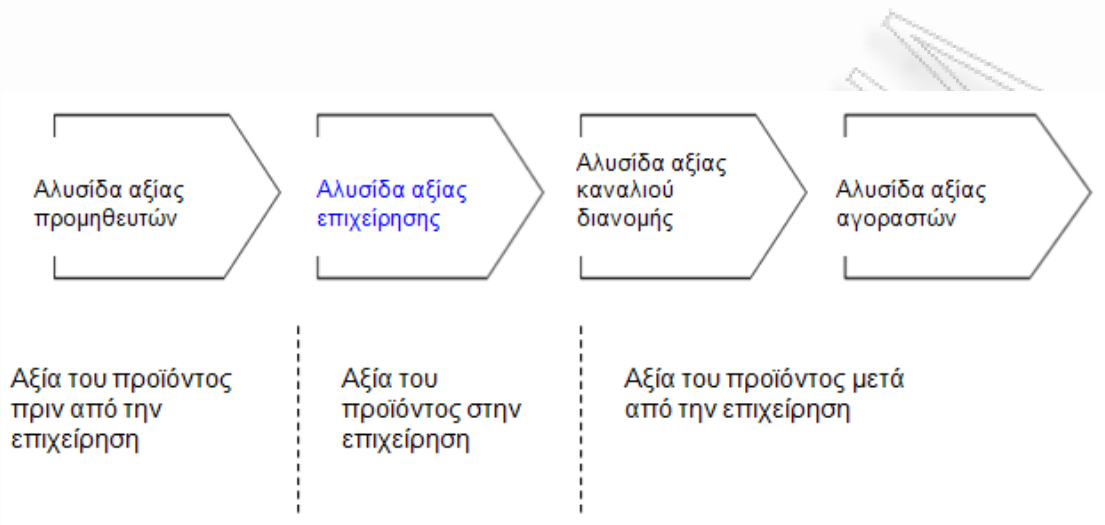 Αλυσίδα αξίας
προμηθευτών
Αλυσίδα αξίας
επιχείρησης
Αλυσίδα αξίας
καναλιού
διανομής
Αλυσίδα αξίας
αγοραστών
Αξία του προϊόντος
πριν από την
επιχείρηση
Αξία του
προϊόντος στην
επιχείρηση
Αξία του προϊόντος μετά
από την επιχείρηση